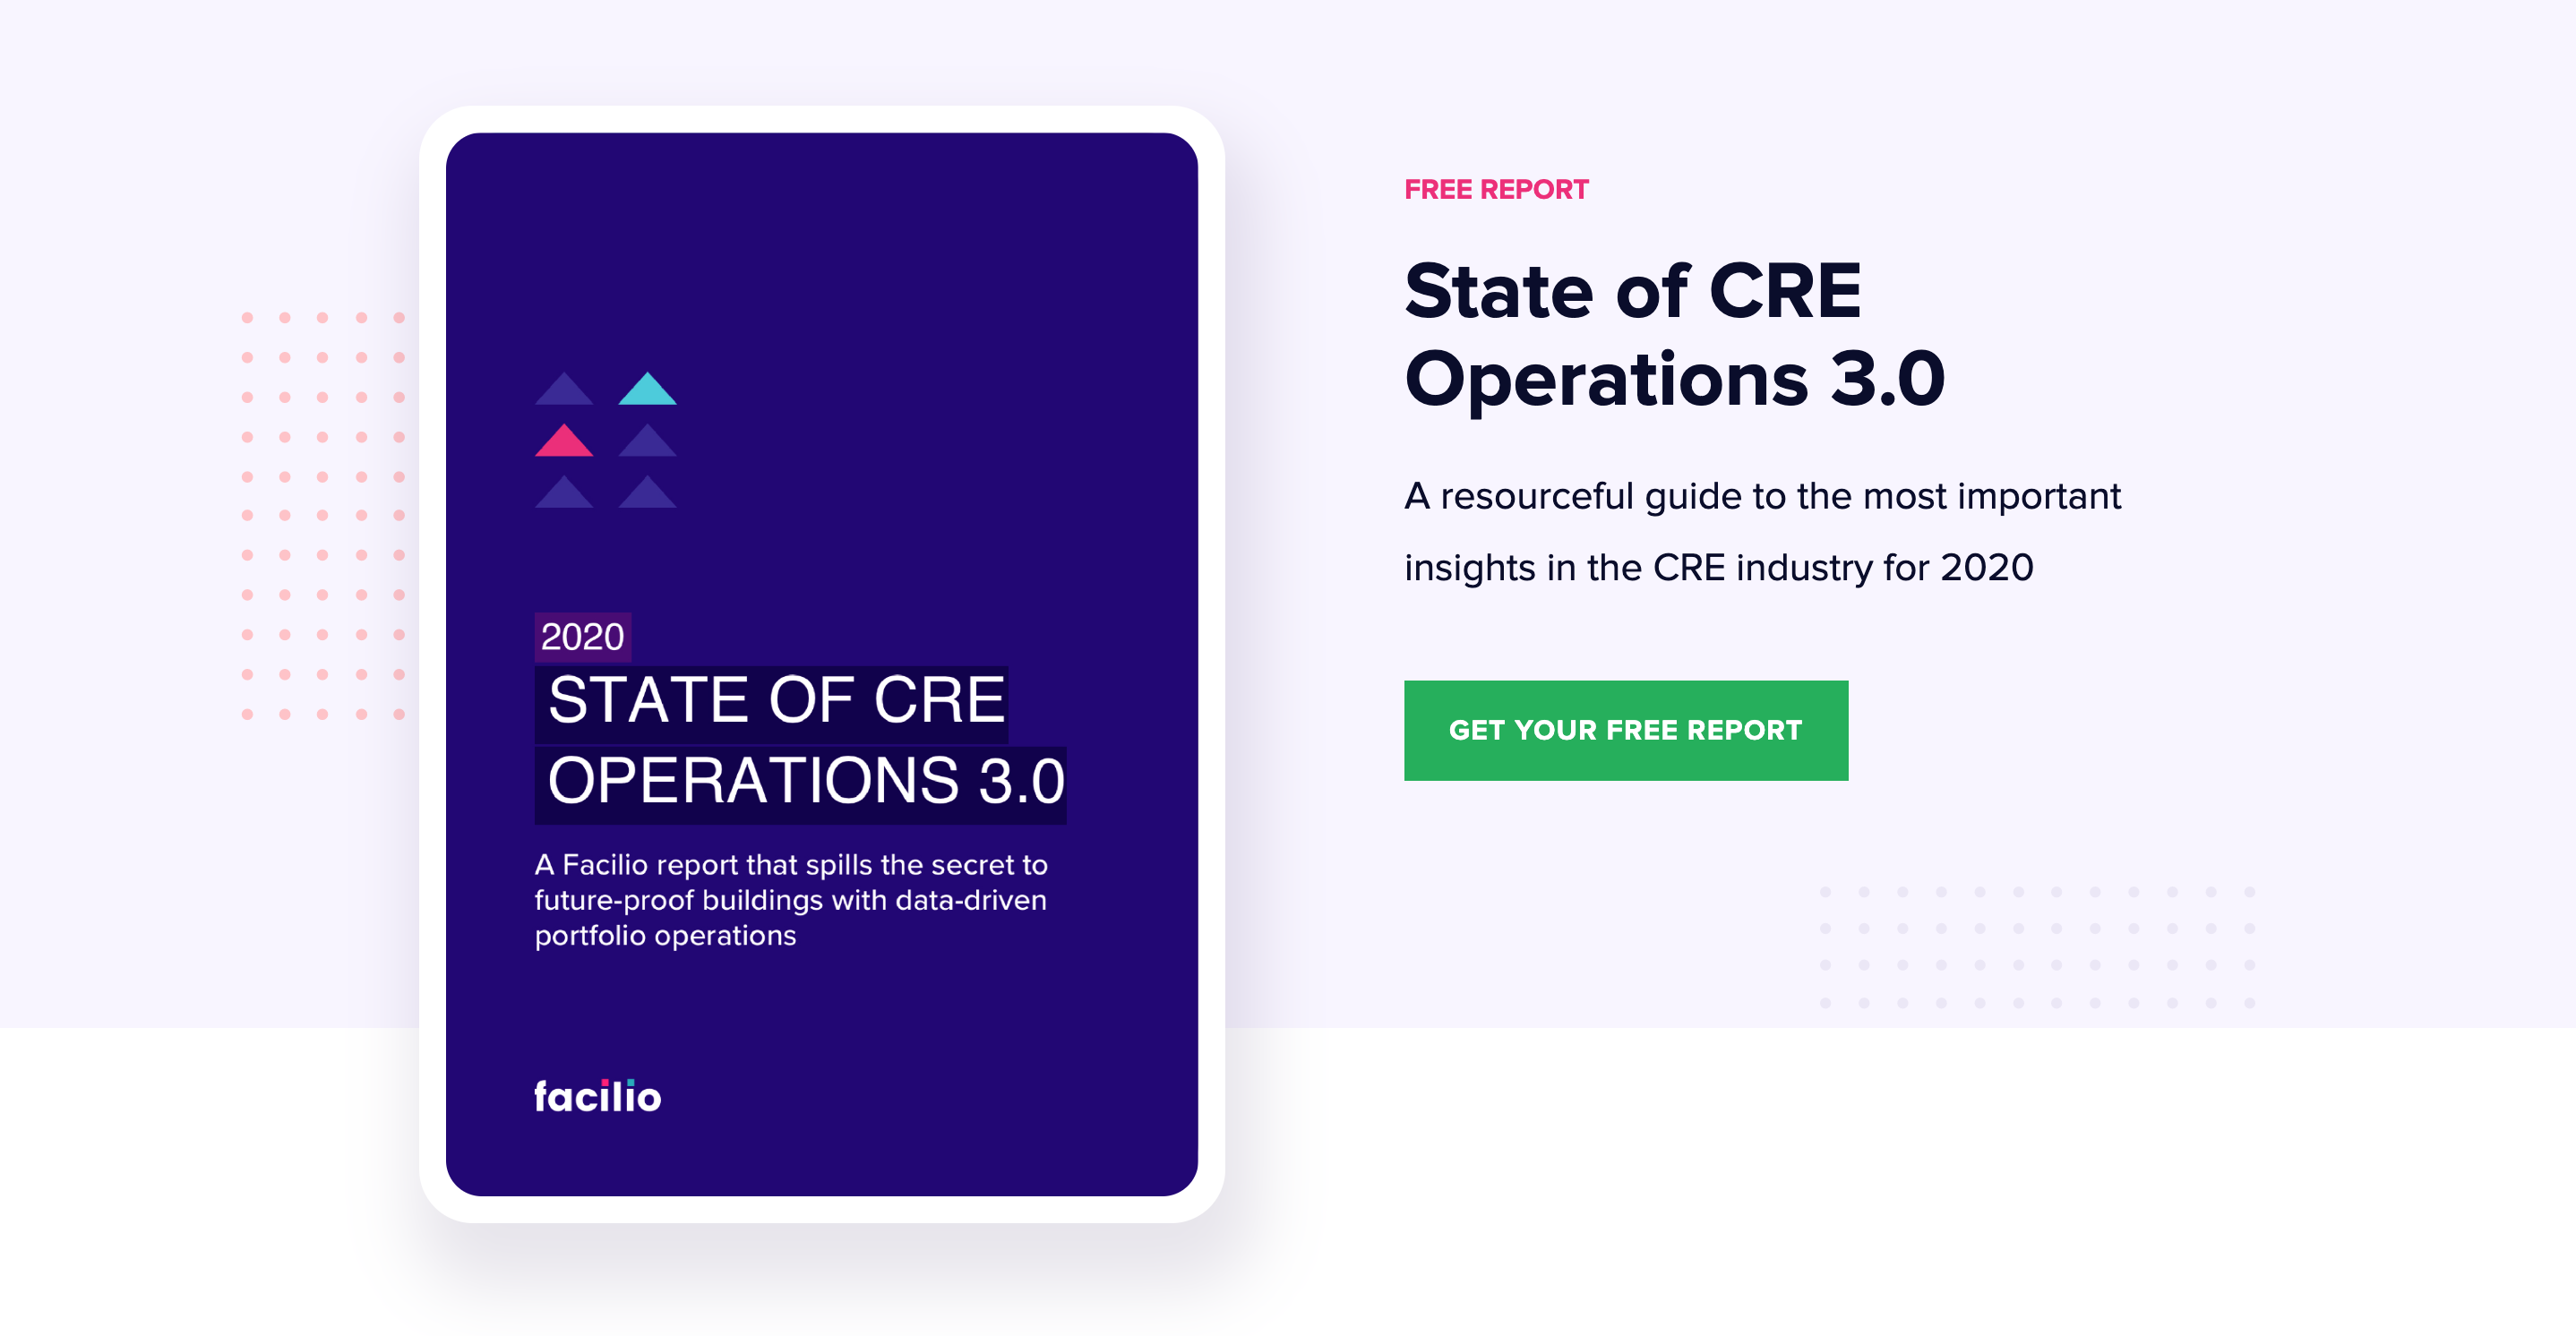 2020
STATE OF CRE
OPERATIONS 3.0
A Facilio report that spills the secret to
future-proof buildings with data-driven
portfolio operations
facilio
FREE REPORT
State of CRE
Operations 3.0
A resourceful guide to the most important
insights in the CRE industry for 2020
GET YOUR FREE REPORT